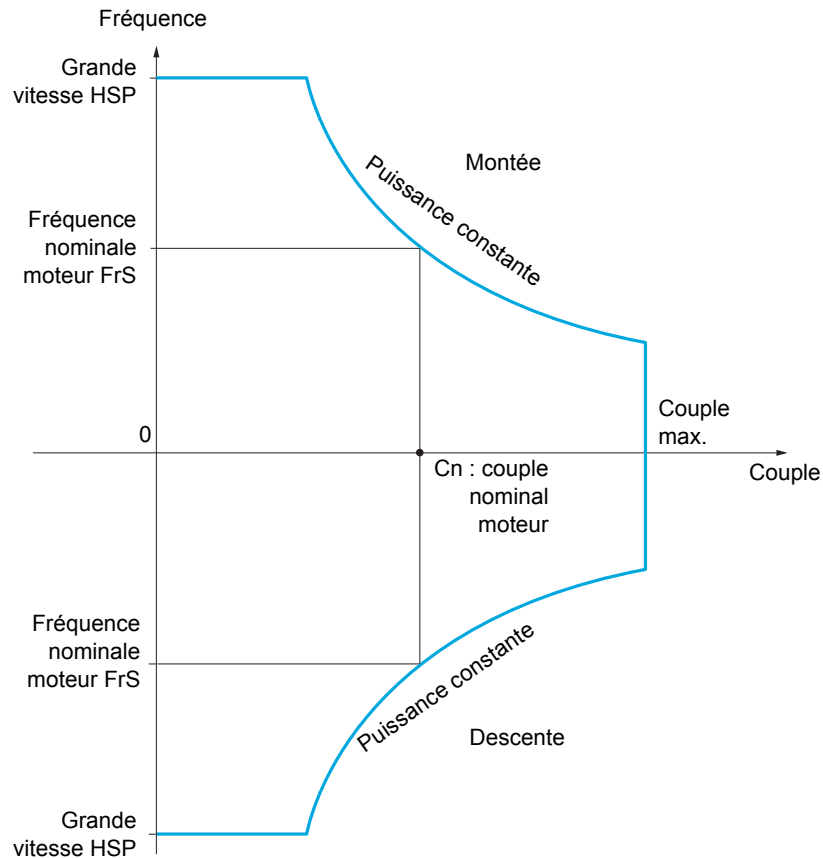 Fréquence
Grande
vitesse HSP
Montée
Puissance constante
Fréquence
nominale
moteur FrS
Couple
max.
0
Couple
Cn : couple
nominal
moteur
Fréquence
nominale
moteur FrS
Puissance constante
Descente
Grande
vitesse HSP